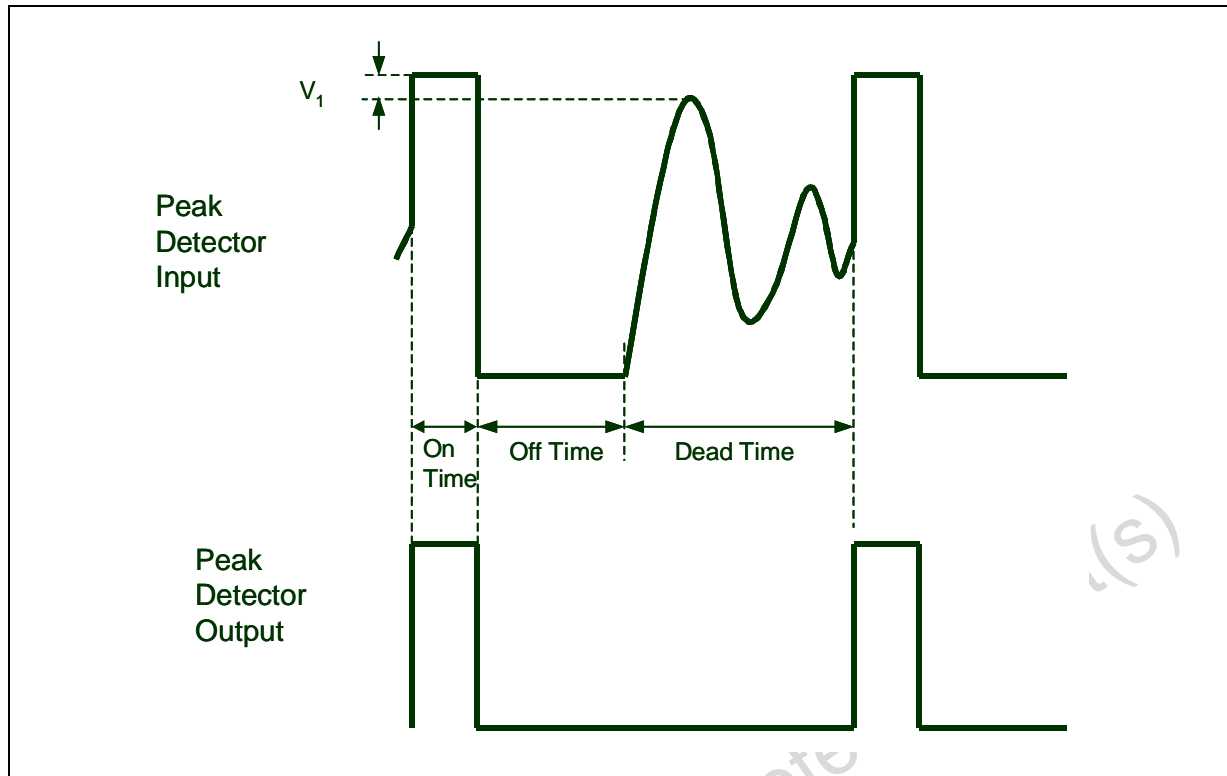 V1
Peak
Detector
Input
On
Time
Off Time
Dead Time
Peak
Detector
Output